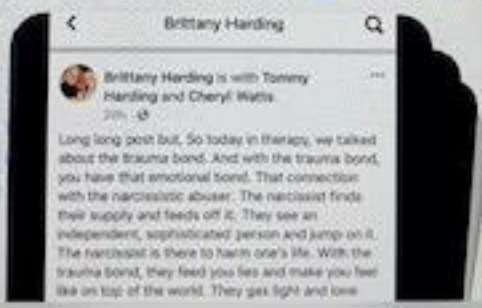 Brittany Harding
Brittany Harding is with Tommy
Harding and Cheryl Watts.
Long long post but, So today in therapy, we talked
about the trauma bond. And with the trauma bond,
you have that emotional bond. That connection
with the narcissistic abuser. The narcissist finds
their supply and feeds off it. They see an
independent, sophisticated person and jump on it.
The narcissist is there to harm one's life. With the
trauma bond, they feed you lies and make you feel
like on top of the world. They gas light and love